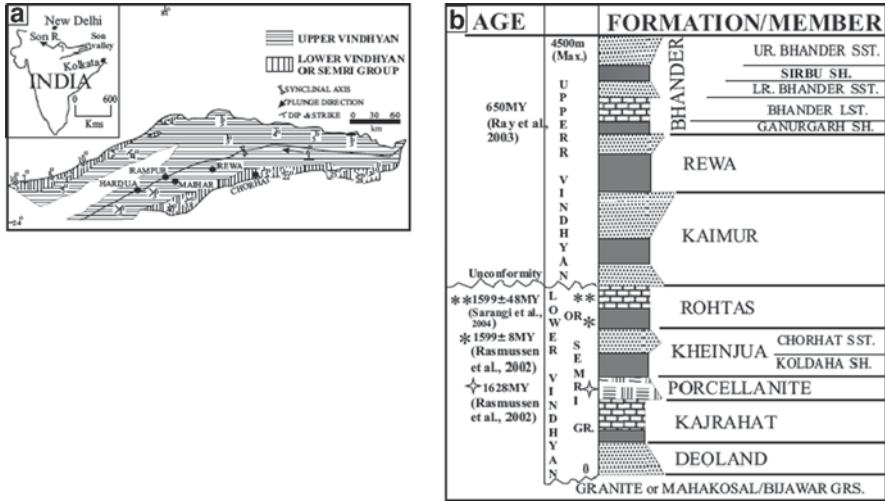 a
New Delhi
Son R.
Son
valley
Kolkata
INDIA
0 600
Kms
UPPER VINDHYAN
LOWER VINDHYAN
OR SEMRI GROUP
SYNCLINAL AXIS
PLUNGE DIRECTION
DIP & STRIKE
0 30 60
km
REWA
RAMPUR
MAIHAR
HARDUA
CHORHAT
24°
b
AGE
FORMATION/MEMBER
4500m
(Max.)
UPPERR VINDHYAN
650MY
(Ray et al.,
2003)
BHANDER
UR. BHANDER SST.
SIRBU SH.
LR. BHANDER SST.
BHANDER LST.
GANURGARH SH.
REWA
KAIMUR
Unconformity
**1599±48MY
(Sarangi et al.,
2004)
*1599±8MY
(Rasmussen
et al., 2002)
1628MY
(Rasmussen
et al., 2002)
LOWER VINDHYAN
OR
SEMRI
GR.
**
*
0
ROHTAS
KHEINJUA
CHORHAT SST.
KOLDAHA SH.
PORCELLANITE
KAJRAHAT
DEOLAND
GRANITE or MAHAKOSAL/BIJAWAR GRS.